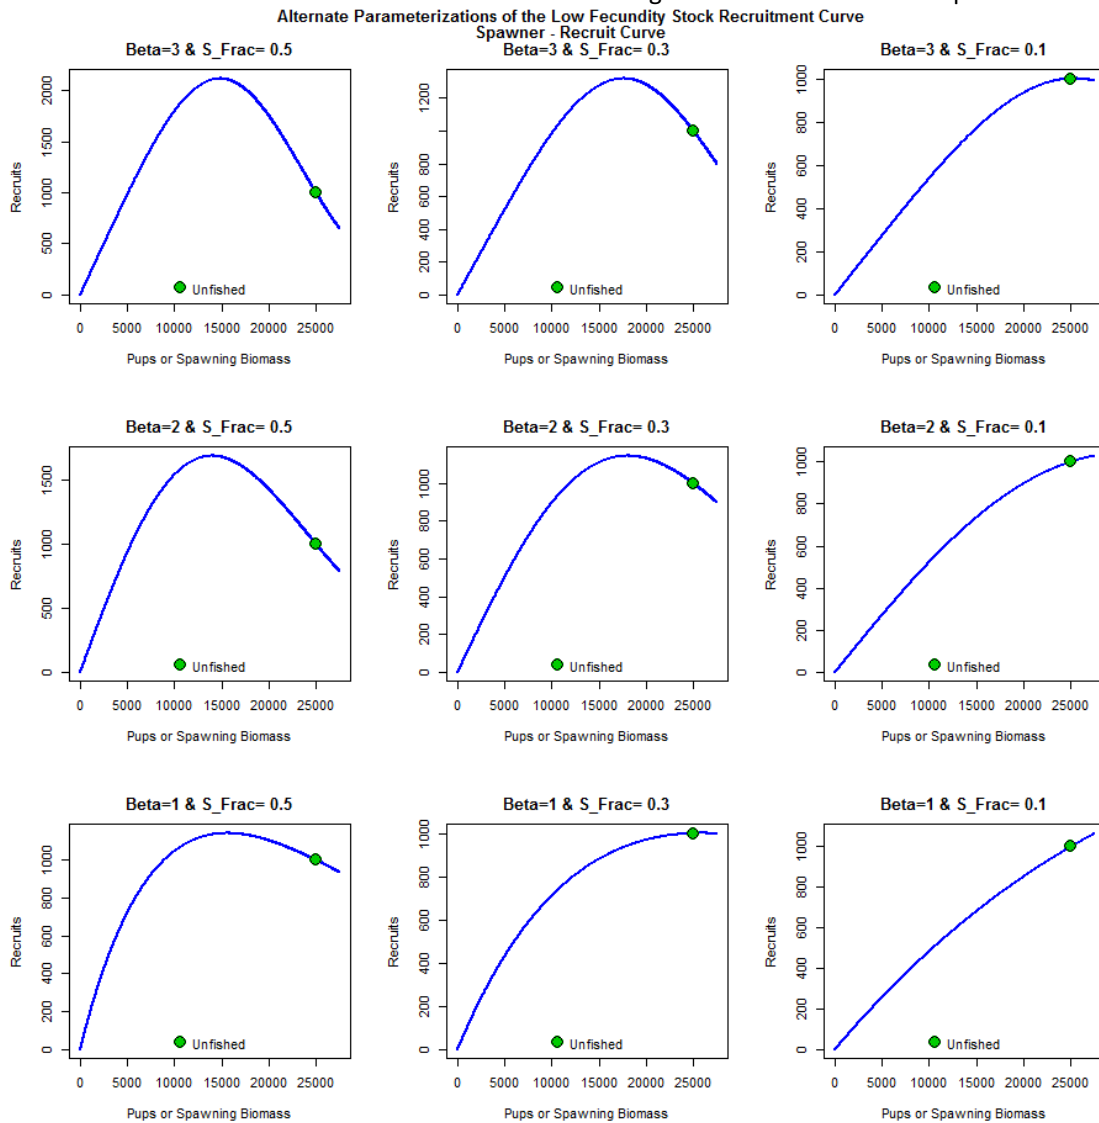 Alternate Parameterizations of the Low Fecundity Stock Recruitment Curve
Spawner - Recruit Curve
Beta=3 & S_Frac= 0.5
Recruits
2000
1500
1000
500
0
Unfished
0 5000 10000 15000 20000 25000
Pups or Spawning Biomass
Beta=3 & S_Frac= 0.3
Recruits
1200
800
600
400
200
0
Unfished
0 5000 10000 15000 20000 25000
Pups or Spawning Biomass
Beta=3 & S_Frac= 0.1
Recruits
1000
800
600
400
200
0
Unfished
0 5000 10000 15000 20000 25000
Pups or Spawning Biomass
Beta=2 & S_Frac= 0.5
Recruits
1500
1000
500
0
Unfished
0 5000 10000 15000 20000 25000
Pups or Spawning Biomass
Beta=2 & S_Frac= 0.3
Recruits
1000
800
600
400
200
0
Unfished
0 5000 10000 15000 20000 25000
Pups or Spawning Biomass
Beta=2 & S_Frac= 0.1
Recruits
1000
800
600
400
200
0
Unfished
0 5000 10000 15000 20000 25000
Pups or Spawning Biomass
Beta=1 & S_Frac= 0.5
Recruits
1000
800
600
400
200
0
Unfished
0 5000 10000 15000 20000 25000
Pups or Spawning Biomass
Beta=1 & S_Frac= 0.3
Recruits
1000
800
600
400
200
0
Unfished
0 5000 10000 15000 20000 25000
Pups or Spawning Biomass
Beta=1 & S_Frac= 0.1
Recruits
1000
800
600
400
200
0
Unfished
0 5000 10000 15000 20000 25000
Pups or Spawning Biomass